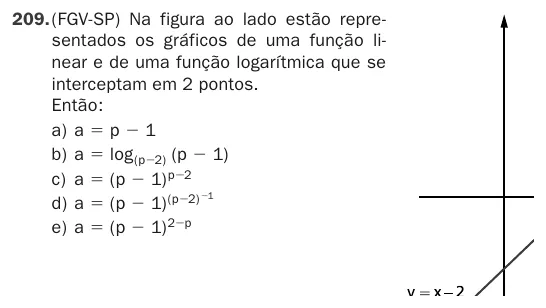 209. (FGV-SP) Na figura ao lado estão repre-
sentados os gráficos de uma função li-
near e de uma função logarítmica que se
interceptam em 2 pontos.
Então:
a) a = p − 1
b) a = log₍ₚ₋₂₎ (p − 1)
c) a = (p − 1)ᵖ⁻²
d) a = (p − 1)^(p−2)^−1
e) a = (p − 1)²⁻ᵖ
y = x − 2